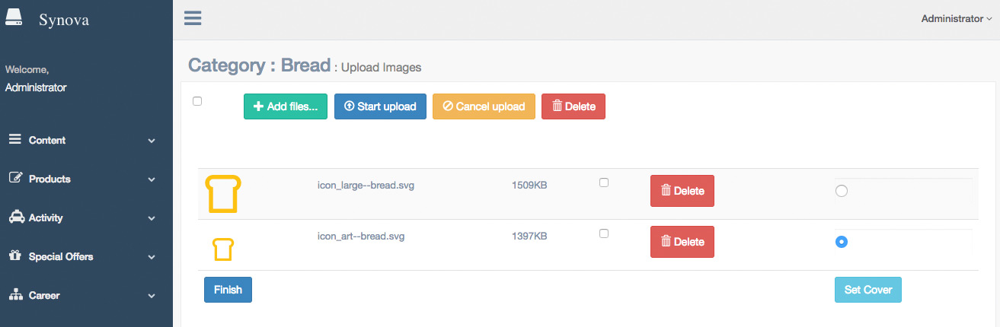 Synova
Administrator
Welcome,
Administrator
Content
Products
Activity
Special Offers
Career
Category : Bread : Upload Images
Add files... Start upload Cancel upload Delete
icon_large--bread.svg 1509KB Delete
icon_art--bread.svg 1397KB Delete
Finish Set Cover